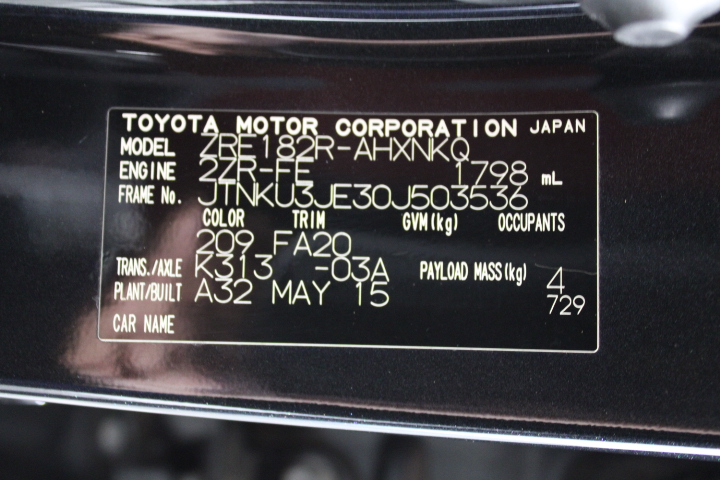 TOYOTA MOTOR CORPORATION JAPAN
MODEL ZRE182R-AHXNKQ
ENGINE 2ZR-FE 1798 mL
FRAME No. JTNKU3JE30J503536
COLOR TRIM GVM(kg) OCCUPANTS
209 FA20
TRANS./AXLE K313 -03A PAYLOAD MASS(kg) 4
PLANT/BUILT A32 MAY 15 729
CAR NAME